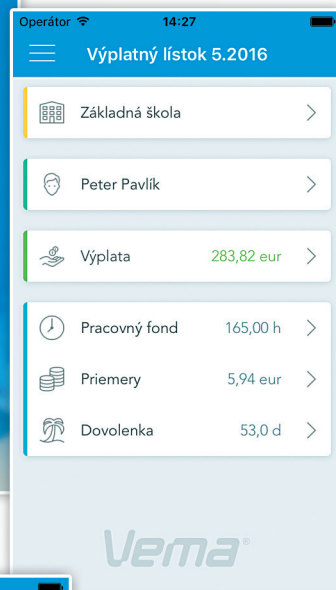 Operátor 14:27
Výplatný lístok 5.2016
Základná škola
Peter Pavlík
Výplata 283,82 eur
Pracovný fond 165,00 h
Priemery 5,94 eur
Dovolenka 53,0 d
Vema®